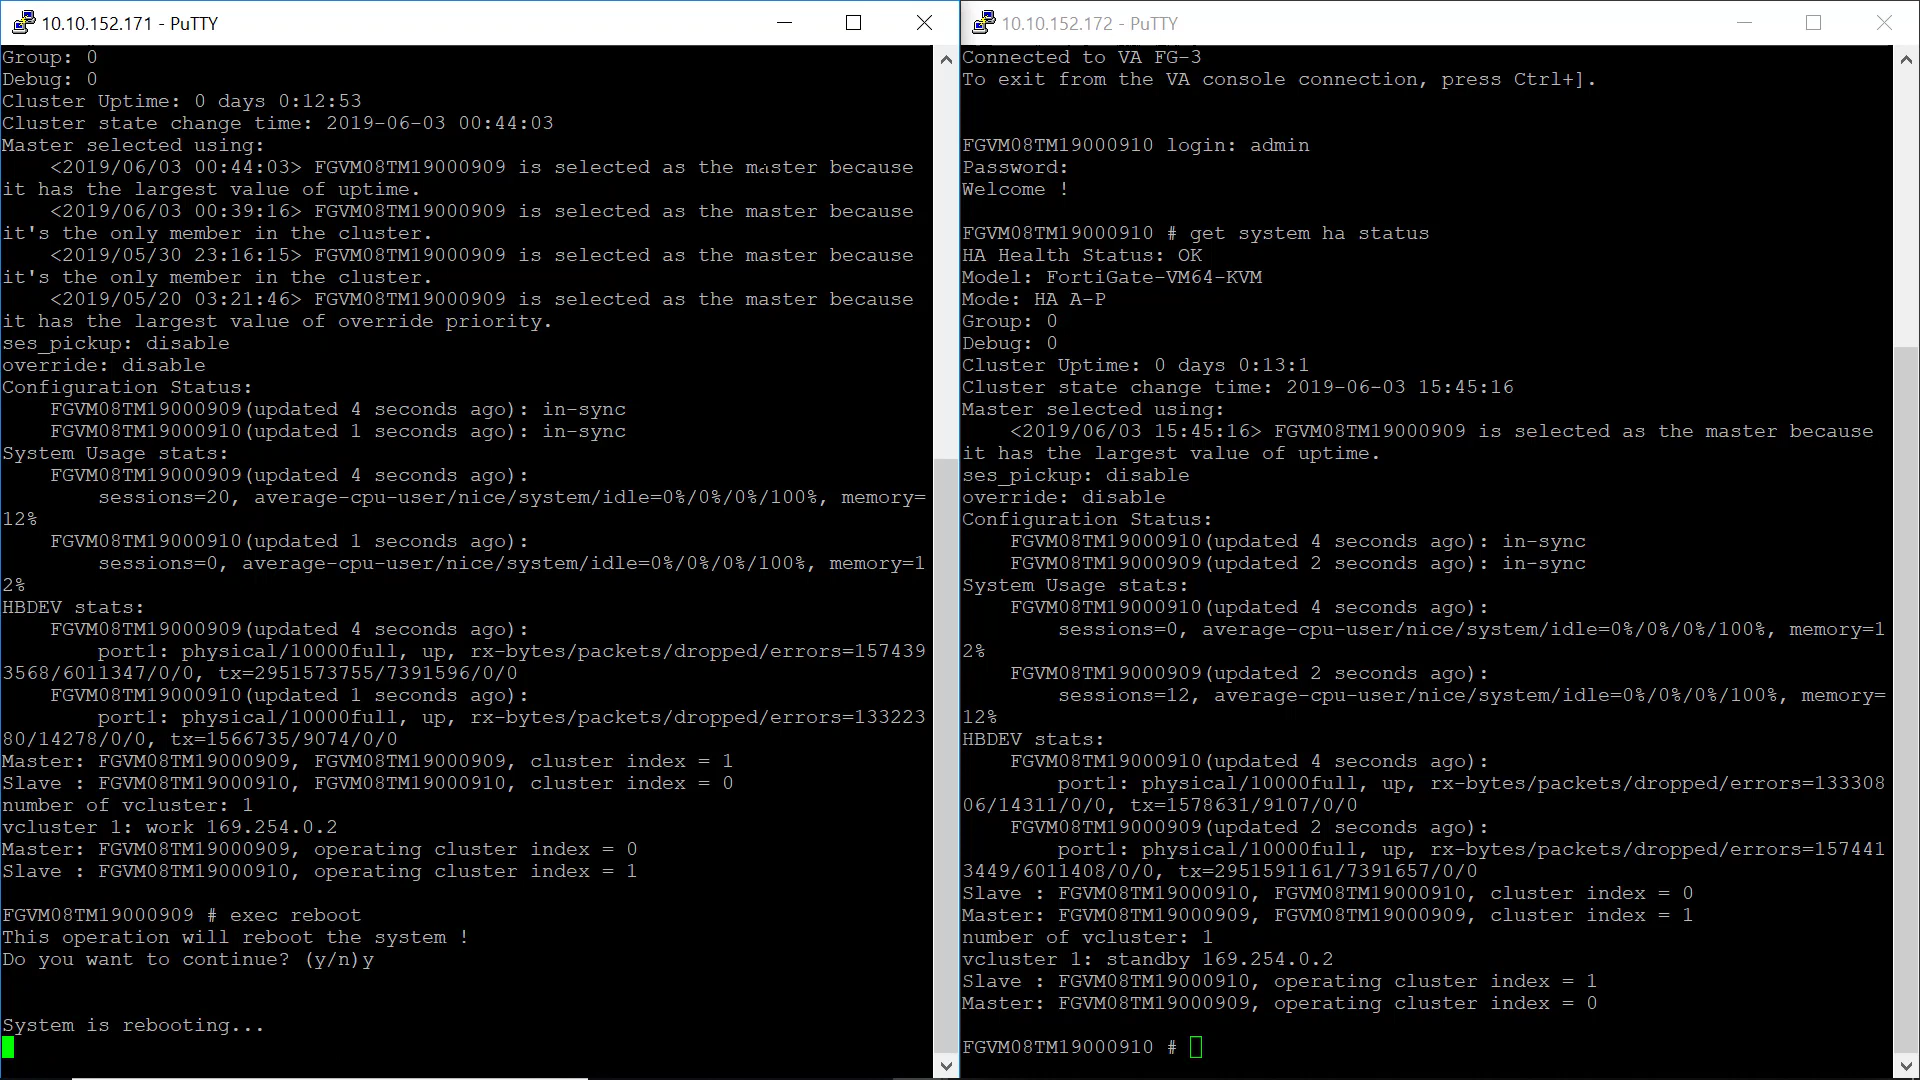 10.10.152.171 - PuTTY
Group: 0
Debug: 0
Cluster Uptime: 0 days 0:12:53
Cluster state change time: 2019-06-03 00:44:03
Master selected using:
    <2019/06/03 00:44:03> FGVM08TM19000909 is selected as the master because
it has the largest value of uptime.
    <2019/06/03 00:39:16> FGVM08TM19000909 is selected as the master because
it's the only member in the cluster.
    <2019/05/30 23:16:15> FGVM08TM19000909 is selected as the master because
it's the only member in the cluster.
    <2019/05/20 03:21:46> FGVM08TM19000909 is selected as the master because
it has the largest value of override priority.
ses_pickup: disable
override: disable
Configuration Status:
    FGVM08TM19000909(updated 4 seconds ago): in-sync
    FGVM08TM19000910(updated 1 seconds ago): in-sync
System Usage stats:
    FGVM08TM19000909(updated 4 seconds ago):
        sessions=20, average-cpu-user/nice/system/idle=0%/0%/0%/100%, memory=
12%
    FGVM08TM19000910(updated 1 seconds ago):
        sessions=0, average-cpu-user/nice/system/idle=0%/0%/0%/100%, memory=1
2%
HBDEV stats:
    FGVM08TM19000909(updated 4 seconds ago):
        port1: physical/10000full, up, rx-bytes/packets/dropped/errors=157439
3568/6011347/0/0, tx=2951573755/7391596/0/0
    FGVM08TM19000910(updated 1 seconds ago):
        port1: physical/10000full, up, rx-bytes/packets/dropped/errors=133223
80/14278/0/0, tx=1566735/9074/0/0
Master: FGVM08TM19000909, FGVM08TM19000909, cluster index = 1
Slave : FGVM08TM19000910, FGVM08TM19000910, cluster index = 0
number of vcluster: 1
vcluster 1: work 169.254.0.2
Master: FGVM08TM19000909, operating cluster index = 0
Slave : FGVM08TM19000910, operating cluster index = 1
FGVM08TM19000909 # exec reboot
This operation will reboot the system !
Do you want to continue? (y/n)y
System is rebooting...
10.10.152.172 - PuTTY
Connected to VA FG-3
To exit from the VA console connection, press Ctrl+].
FGVM08TM19000910 login: admin
Password:
Welcome !
FGVM08TM19000910 # get system ha status
HA Health Status: OK
Model: FortiGate-VM64-KVM
Mode: HA A-P
Group: 0
Debug: 0
Cluster Uptime: 0 days 0:13:1
Cluster state change time: 2019-06-03 15:45:16
Master selected using:
    <2019/06/03 15:45:16> FGVM08TM19000909 is selected as the master because
it has the largest value of uptime.
ses_pickup: disable
override: disable
Configuration Status:
    FGVM08TM19000910(updated 4 seconds ago): in-sync
    FGVM08TM19000909(updated 2 seconds ago): in-sync
System Usage stats:
    FGVM08TM19000910(updated 4 seconds ago):
        sessions=0, average-cpu-user/nice/system/idle=0%/0%/0%/100%, memory=1
2%
    FGVM08TM19000909(updated 2 seconds ago):
        sessions=12, average-cpu-user/nice/system/idle=0%/0%/0%/100%, memory=
12%
HBDEV stats:
    FGVM08TM19000910(updated 4 seconds ago):
        port1: physical/10000full, up, rx-bytes/packets/dropped/errors=133308
06/14311/0/0, tx=1578631/9107/0/0
    FGVM08TM19000909(updated 2 seconds ago):
        port1: physical/10000full, up, rx-bytes/packets/dropped/errors=157441
3449/6011408/0/0, tx=2951591161/7391657/0/0
Slave : FGVM08TM19000910, FGVM08TM19000910, cluster index = 0
Master: FGVM08TM19000909, FGVM08TM19000909, cluster index = 1
number of vcluster: 1
vcluster 1: standby 169.254.0.2
Slave : FGVM08TM19000910, operating cluster index = 1
Master: FGVM08TM19000909, operating cluster index = 0
FGVM08TM19000910 #